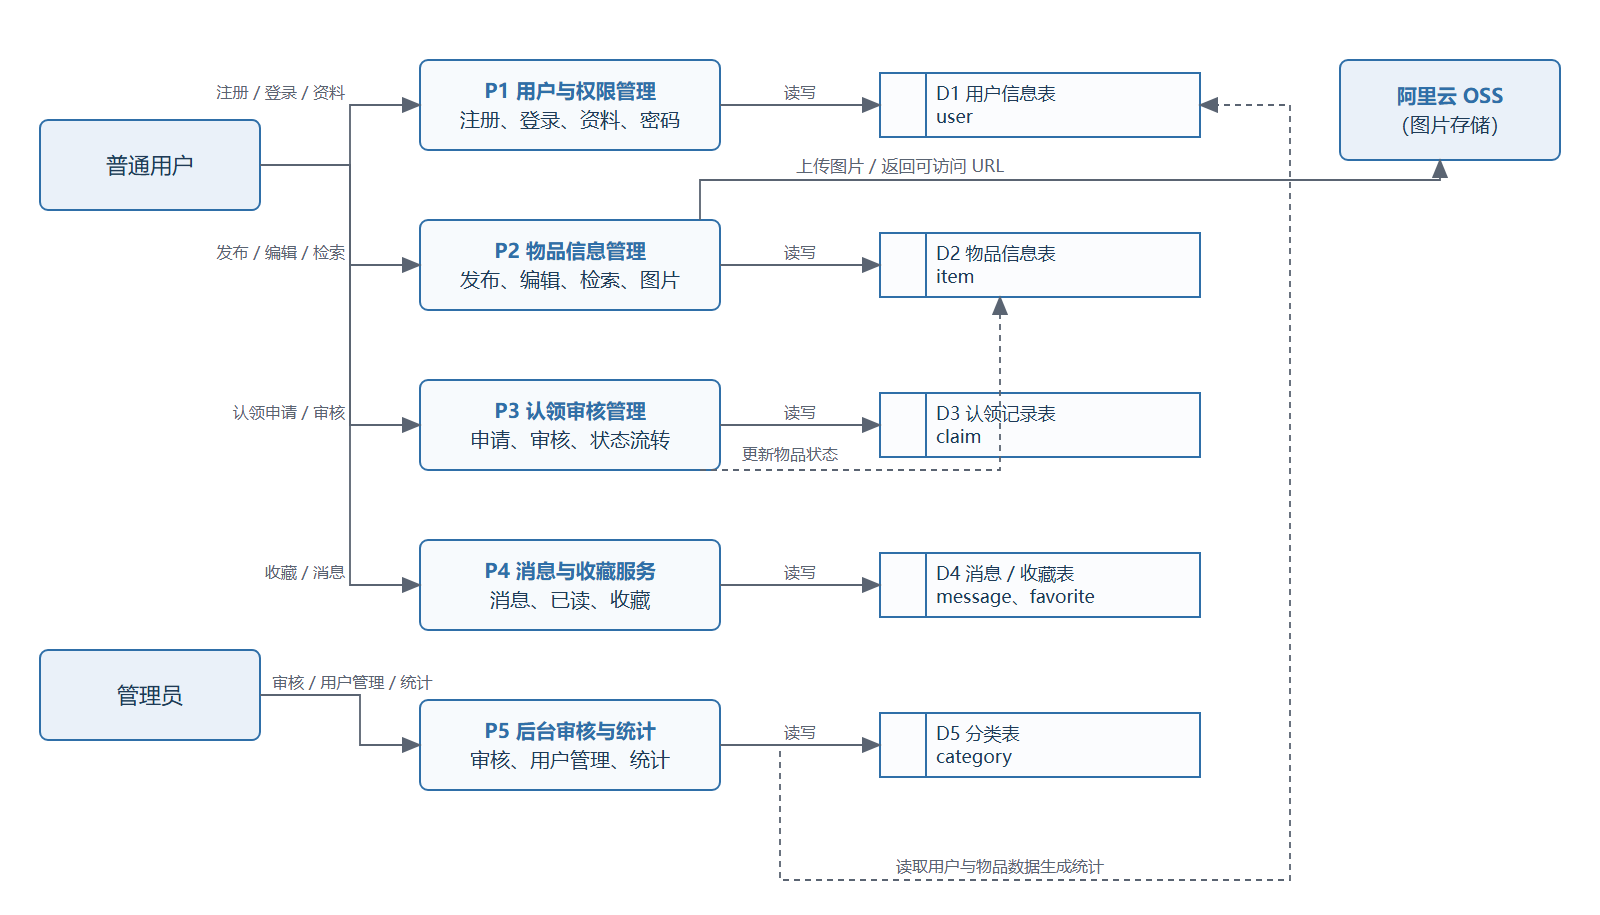 注册 / 登录 / 资料
P1 用户与权限管理
注册、登录、资料、密码
读写
D1 用户信息表
user
阿里云 OSS
（图片存储）
普通用户
上传图片 / 返回可访问 URL
发布 / 编辑 / 检索
P2 物品信息管理
发布、编辑、检索、图片
读写
D2 物品信息表
item
认领申请 / 审核
P3 认领审核管理
申请、审核、状态流转
读写
D3 认领记录表
claim
更新物品状态
收藏 / 消息
P4 消息与收藏服务
消息、已读、收藏
读写
D4 消息 / 收藏表
message、favorite
管理员
审核 / 用户管理 / 统计
P5 后台审核与统计
审核、用户管理、统计
读写
D5 分类表
category
读取用户与物品数据生成统计